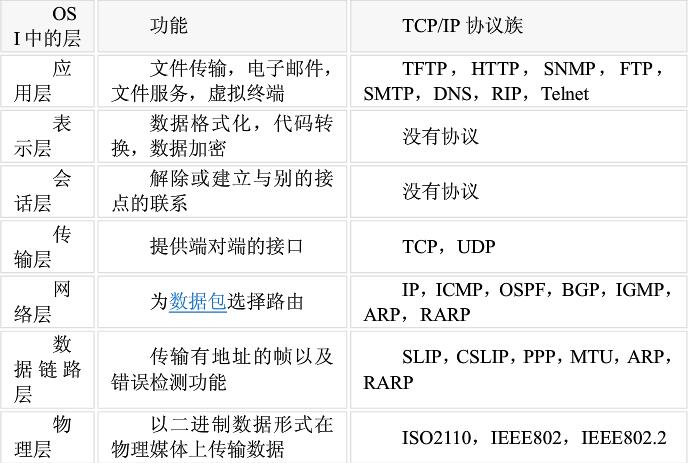 OS
I 中的层
功能
TCP/IP 协议族
应
用层
文件传输，电子邮件，
文件服务，虚拟终端
TFTP，HTTP，SNMP，FTP，
SMTP，DNS，RIP，Telnet
表
示层
数据格式化，代码转
换，数据加密
没有协议
会
话层
解除或建立与别的接
点的联系
没有协议
传
输层
提供端对端的接口
TCP，UDP
网
络层
为数据包选择路由
IP，ICMP，OSPF，BGP，IGMP，
ARP，RARP
数
据链路
层
传输有地址的帧以及
错误检测功能
SLIP，CSLIP，PPP，MTU，ARP，
RARP
物
理层
以二进制数据形式在
物理媒体上传输数据
ISO2110，IEEE802，IEEE802.2